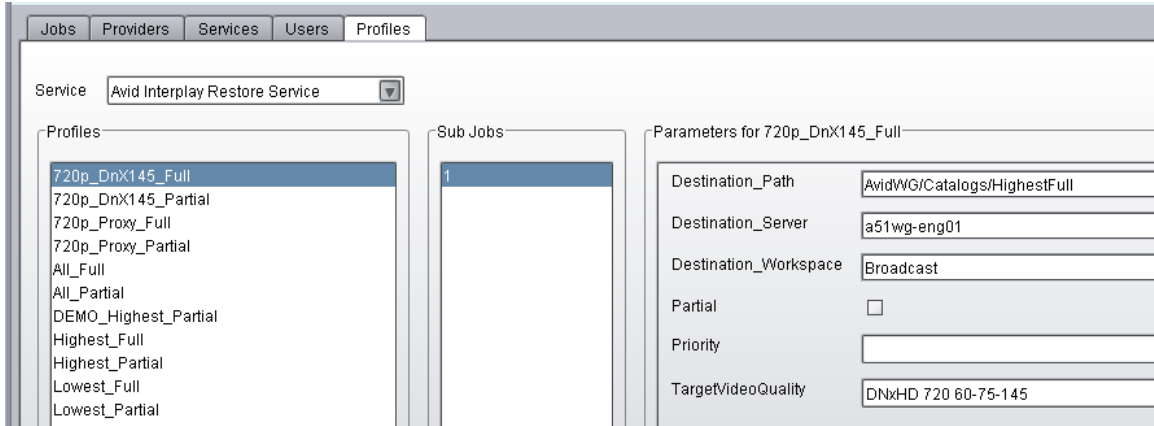 Jobs Providers Services Users Profiles
Service Avid Interplay Restore Service
Profiles
720p_DnX145_Full
720p_DnX145_Partial
720p_Proxy_Full
720p_Proxy_Partial
All_Full
All_Partial
DEMO_Highest_Partial
Highest_Full
Highest_Partial
Lowest_Full
Lowest_Partial
Sub Jobs
1
Parameters for 720p_DnX145_Full
Destination_Path AvidWG/Catalogs/HighestFull
Destination_Server a51wg-eng01
Destination_Workspace Broadcast
Partial
Priority
TargetVideoQuality DNxHD 720 60-75-145